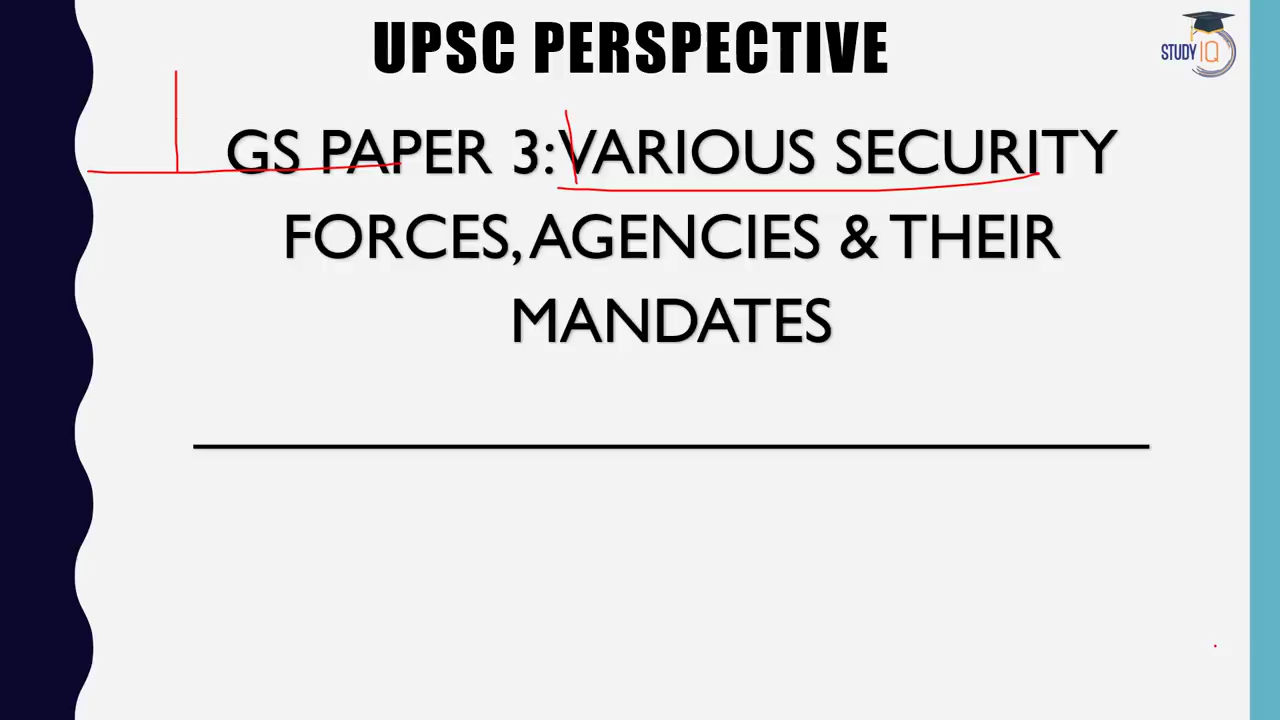 UPSC PERSPECTIVE
STUDY IQ
GS PAPER 3: VARIOUS SECURITY
FORCES, AGENCIES & THEIR
MANDATES